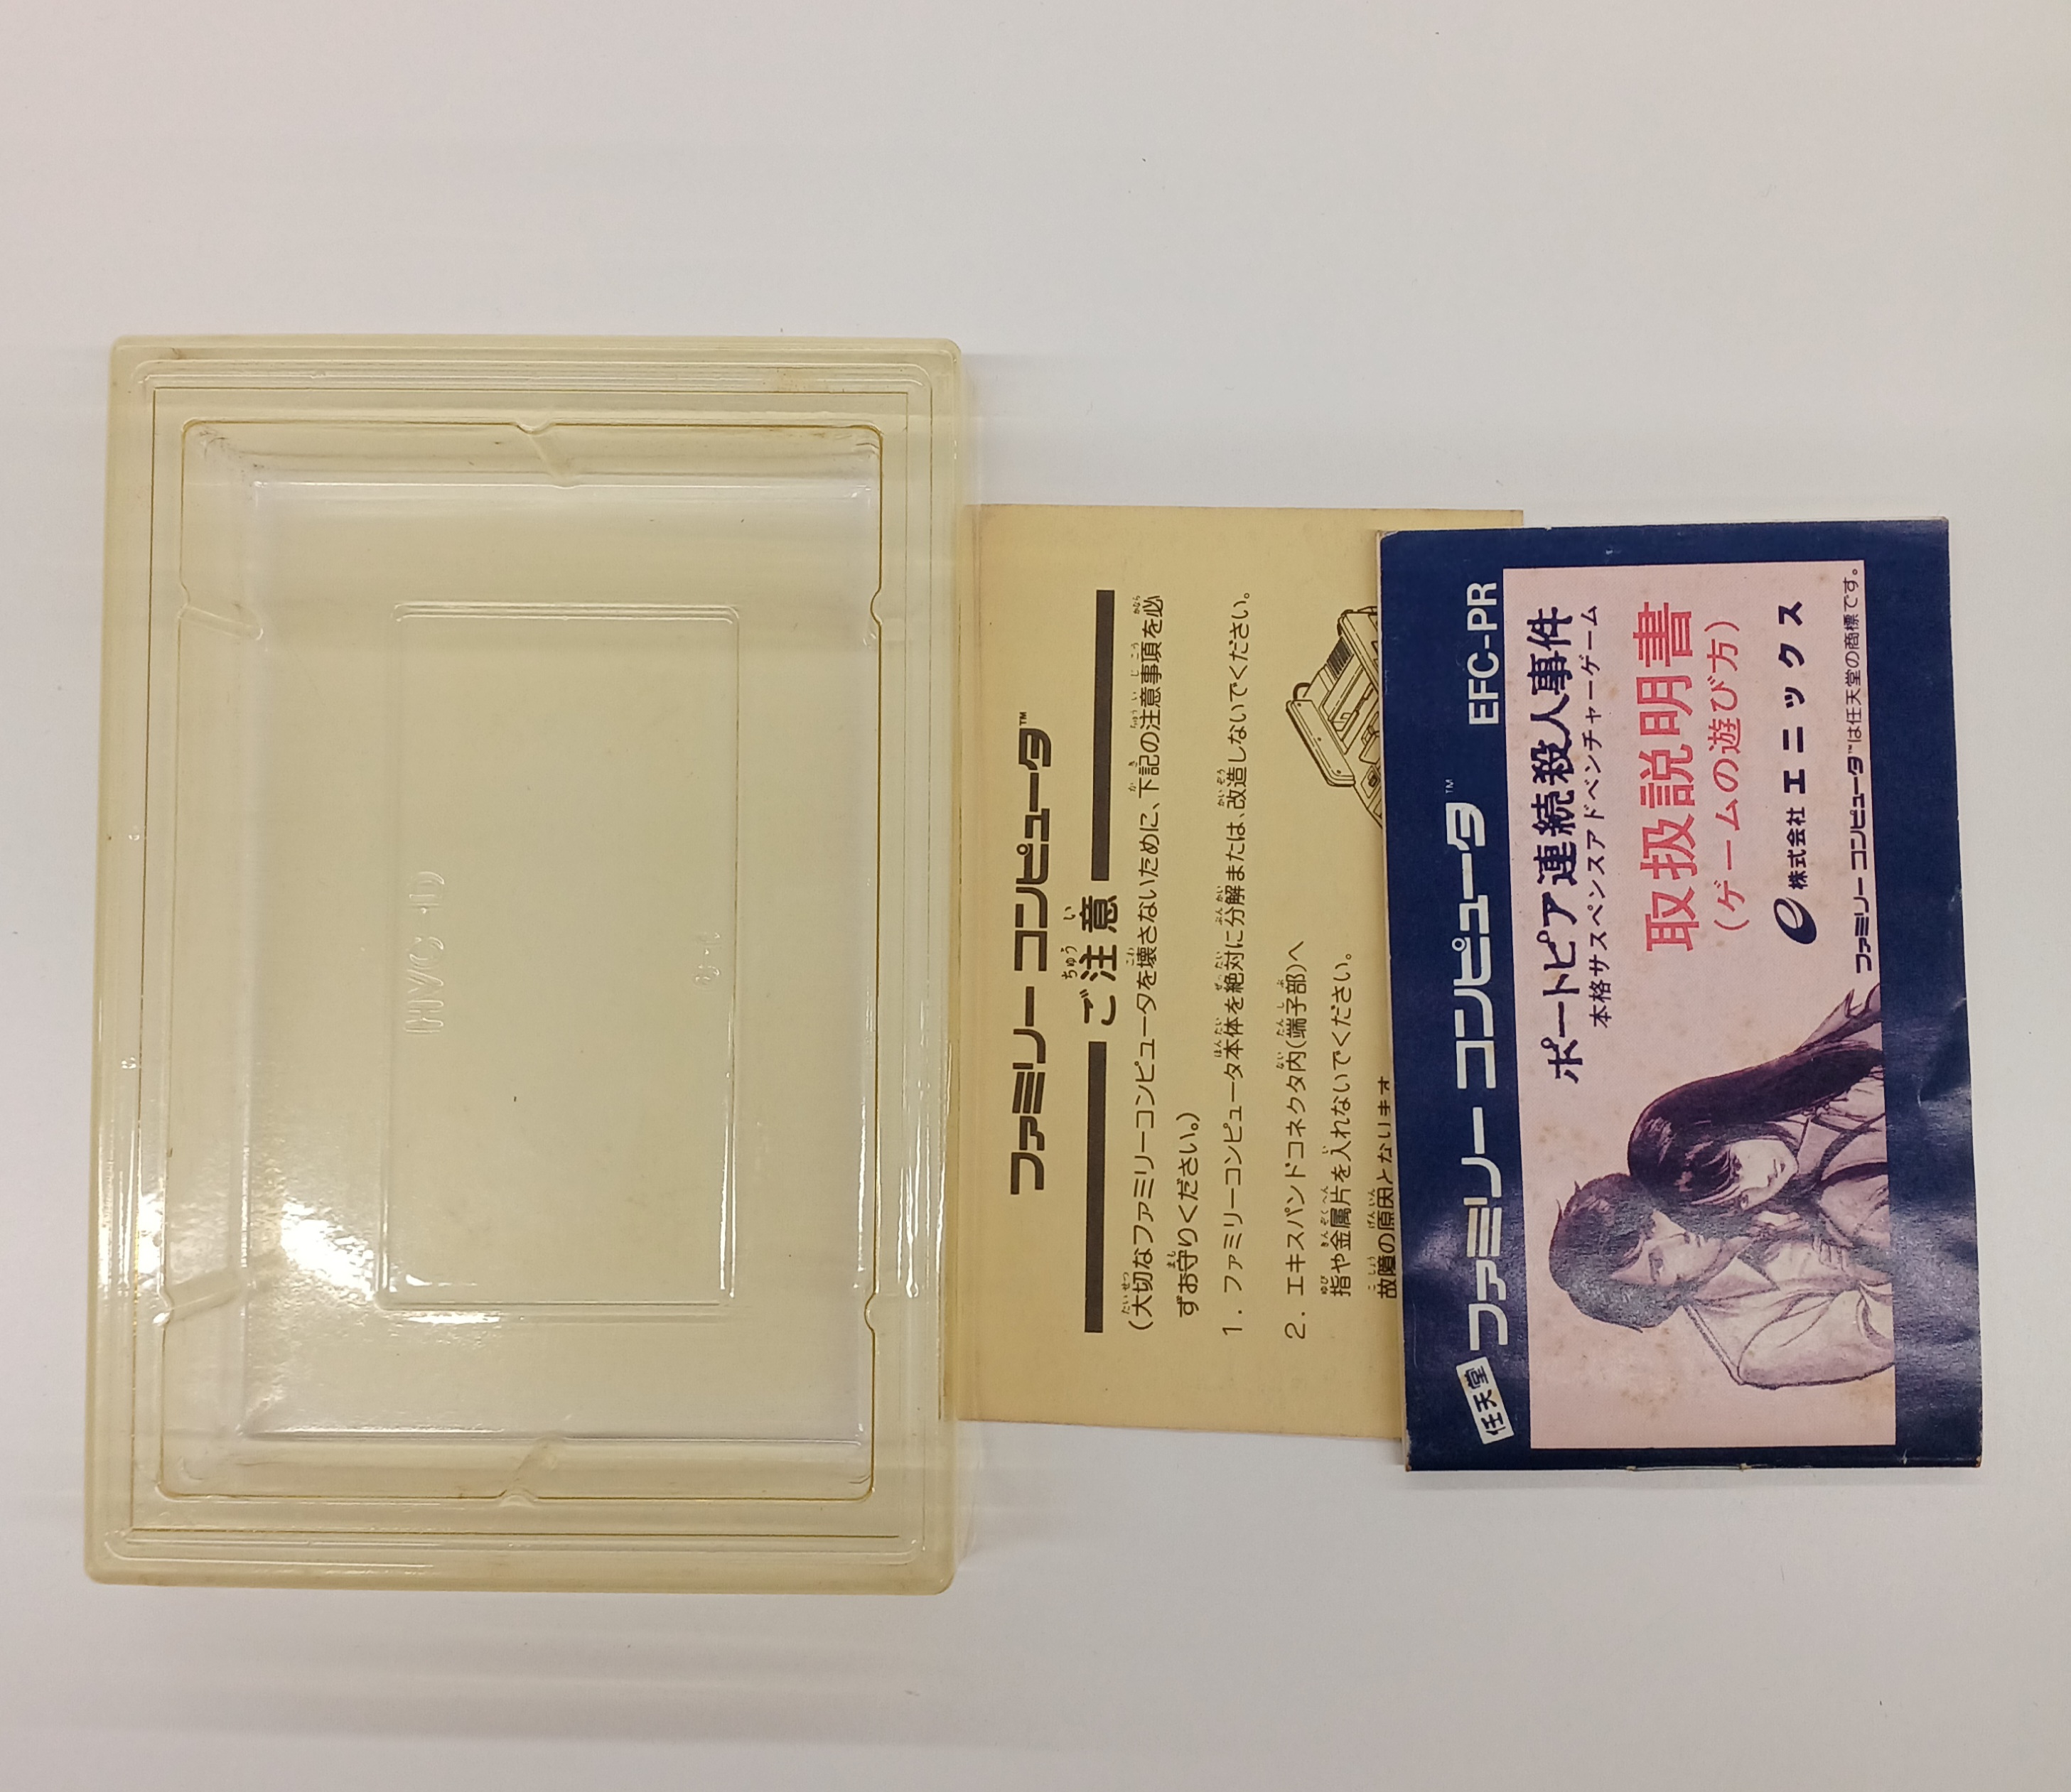 ファミリー コンピュータ™
ご注意
(大切なファミリーコンピュータを壊さないために、下記の注意事項を必
ずお守りください。)
1. ファミリーコンピュータ本体を絶対に分解または、改造しないでください。
2. エキスパンドコネクタ内(端子部)へ
指や金属片を入れないでください。
故障の原因とないます
任天堂 ファミリー コンピュータ™ EFC-PR
ポートピア連続殺人事件
本格サスペンスアドベンチャーゲーム
取扱説明書
(ゲームの遊び方)
e 株式会社 エニックス
ファミリー コンピュータ™は任天堂の商標です。